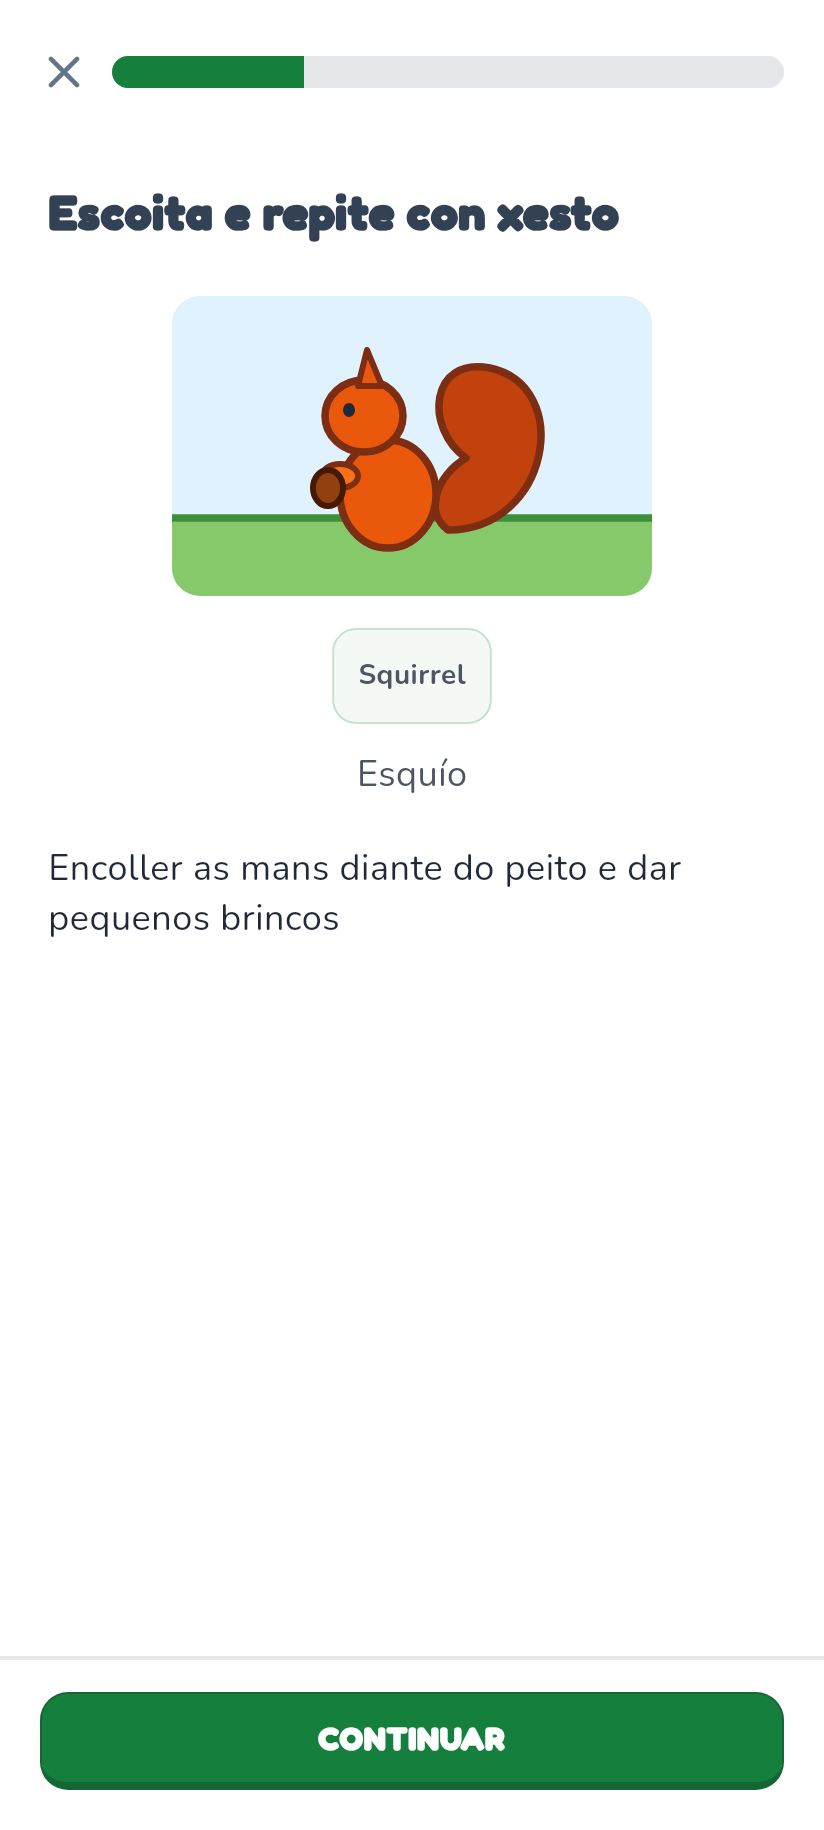 Escoita e repite con xesto
Squirrel
Esquío
Encoller as mans diante do peito e dar
pequenos brincos
CONTINUAR